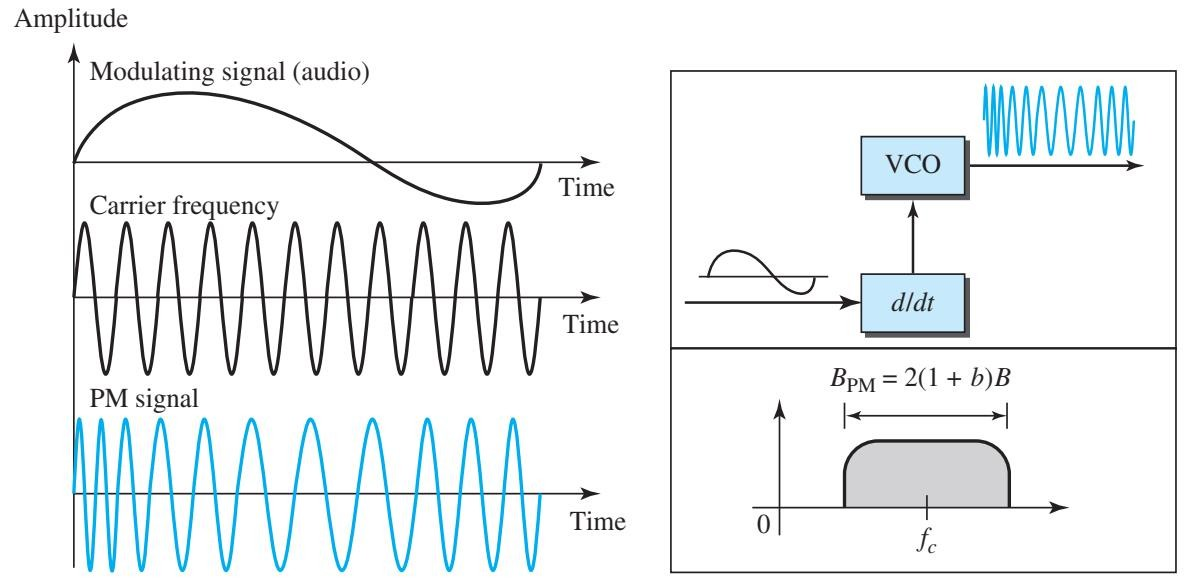 Amplitude
Modulating signal (audio)
Time
Carrier frequency
Time
PM signal
Time
VCO
d/dt
B_PM = 2(1 + b)B
0
f_c